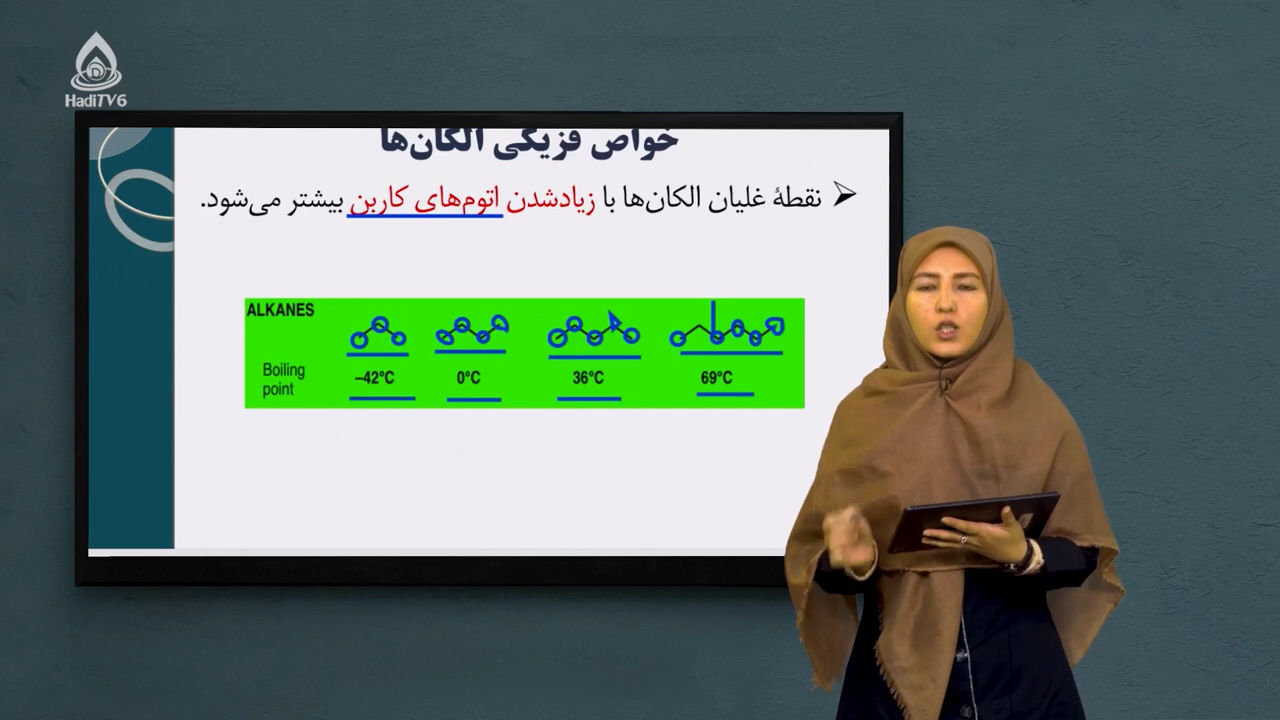 HadiTV6
خواص فزیکی الکان‌ها
نقطهٔ غلیان الکان‌ها با زیادشدن اتوم‌های کاربن بیشتر می‌شود.
ALKANES
Boiling point
–42°C 0°C 36°C 69°C